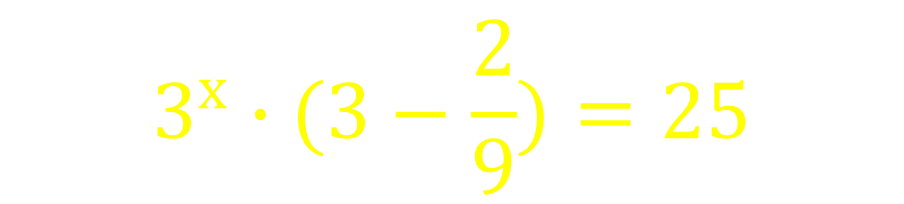 3ˣ · (3 − 2/9) = 25